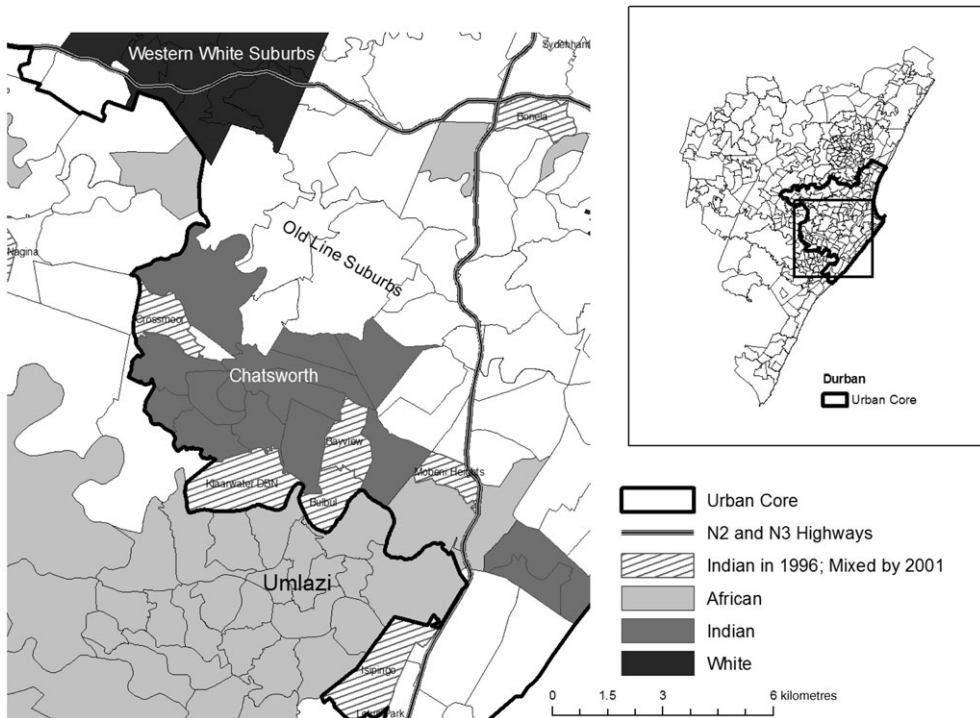 Western White Suburbs
Sydenham
Bonela
Old Line Suburbs
Nagina
Crossmoor
Chatsworth
Bayview
Mobeni Heights
Klaarwater DBN
Bulbul
Umlazi
Isipingo
Park
Durban
Urban Core
Urban Core
N2 and N3 Highways
Indian in 1996; Mixed by 2001
African
Indian
White
0 1.5 3 6 kilometres